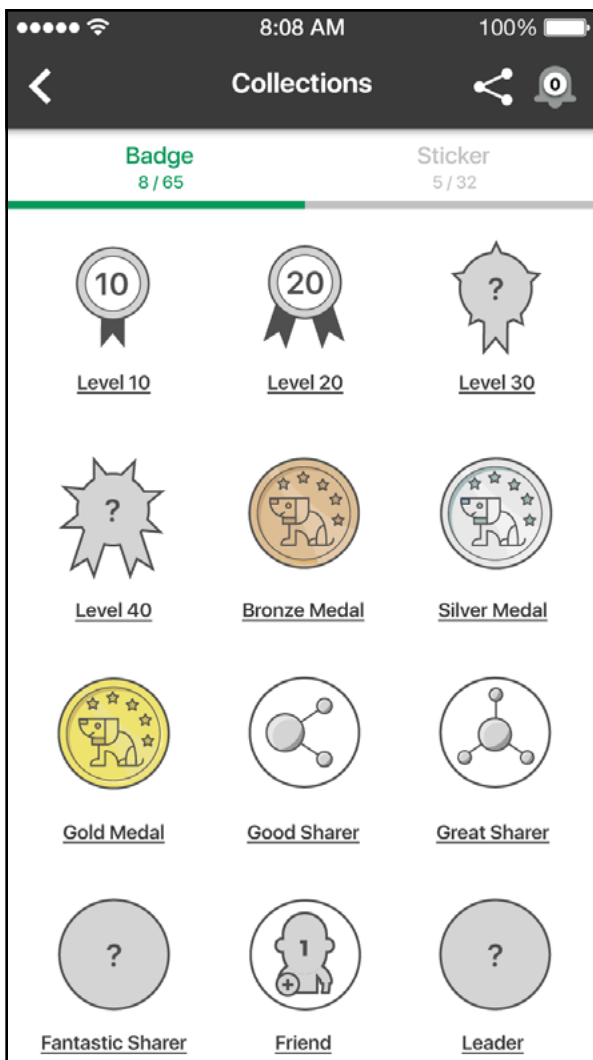 8:08 AM 100%
Collections 0
Badge Sticker
8 / 65 5 / 32
10 20 ?
Level 10 Level 20 Level 30
?
Level 40 Bronze Medal Silver Medal
Gold Medal Good Sharer Great Sharer
? 1 ?
Fantastic Sharer Friend Leader